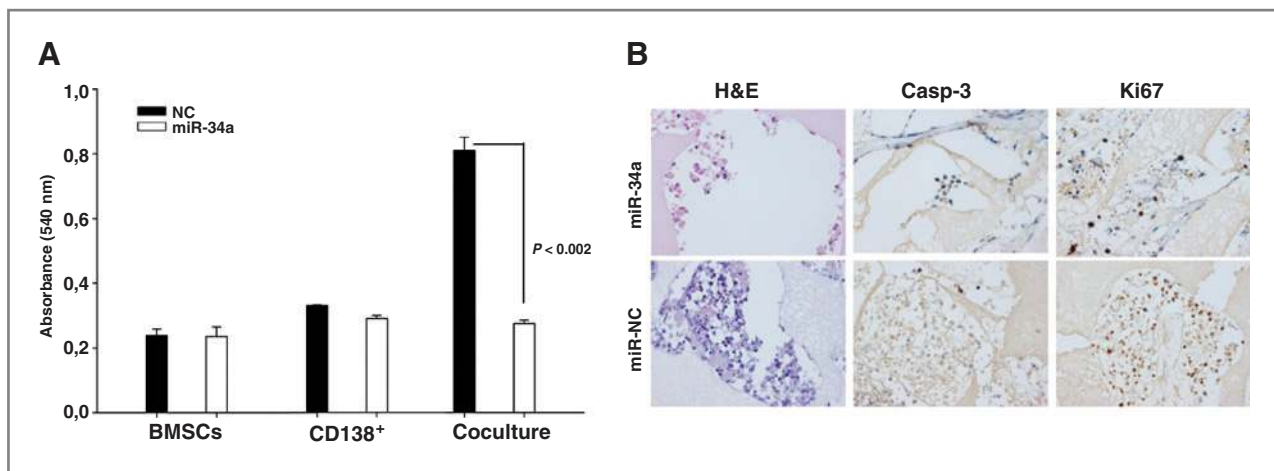 A
Absorbance (540 nm)
1,0
0,8
0,6
0,4
0,2
0,0
NC
miR-34a
P < 0.002
BMSCs
CD138+
Coculture
B
H&E
Casp-3
Ki67
miR-34a
miR-NC